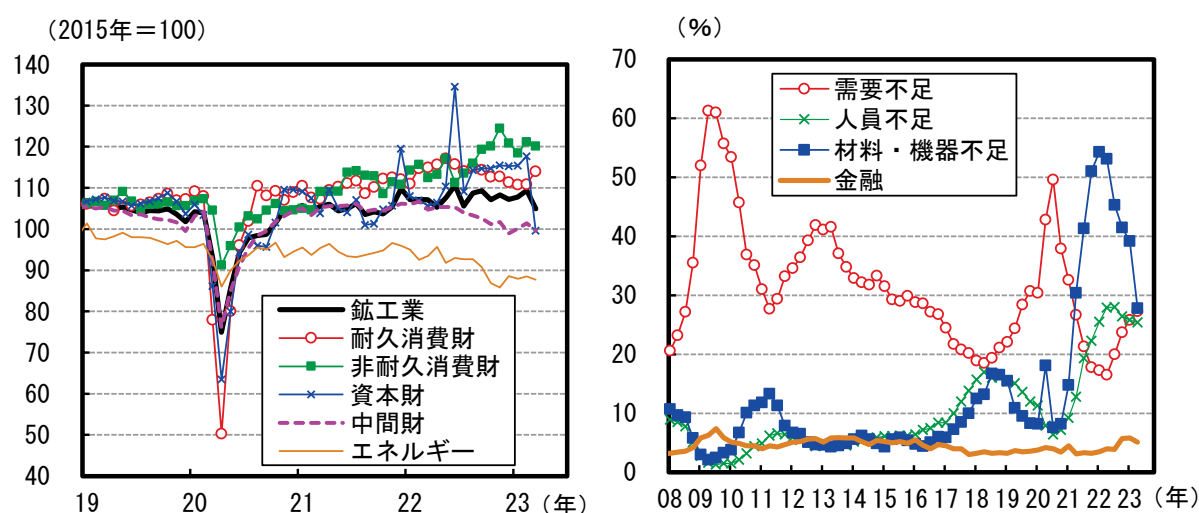 （2015年＝100）
140
130
120
110
100
90
80
70
60
50
40
鉱工業
耐久消費財
非耐久消費財
資本財
中間財
エネルギー
19 20 21 22 23 （年）
（％）
70
60
50
40
30
20
10
0
需要不足
人員不足
材料・機器不足
金融
08 09 10 11 12 13 14 15 16 17 18 19 20 21 22 23 （年）